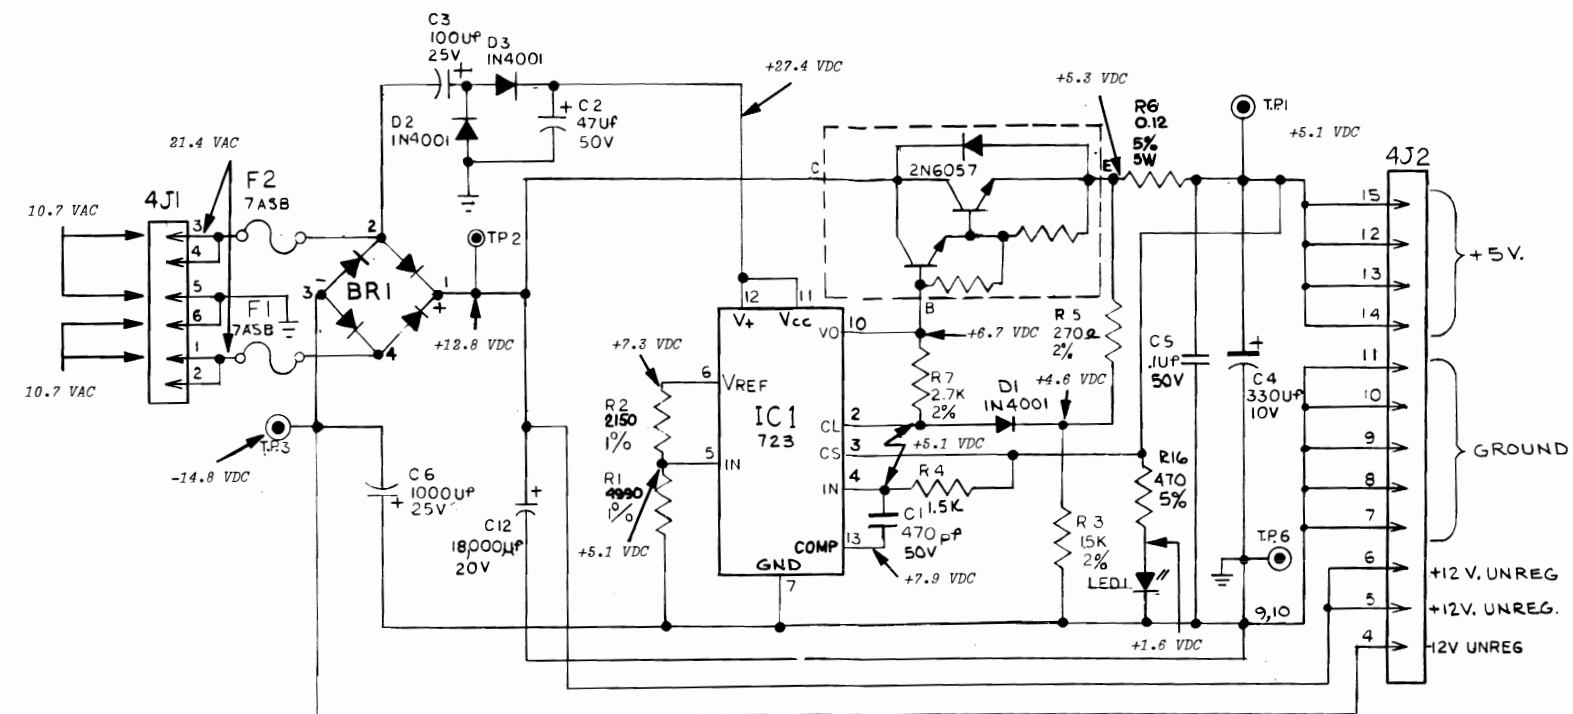 C3
100Uf
25V
+
D3
1N4001
+27.4 VDC
+5.3 VDC
D2
1N4001
+
C2
47Uf
50V
R6
0.12
5%
5W
T.P.1
+5.1 VDC
21.4 VAC
C
2N6057
E
4J2
10.7 VAC
4J1
F2
7ASB
3
4
2
T.P.2
15
12
13
14
+5V.
5
6
F1
7ASB
3
-
BR1
1
+
12
11
V+
Vcc
B
1
2
4
+12.8 VDC
+7.3 VDC
VO
10
+6.7 VDC
R5
270Ω
2%
C5
.1Uf
50V
+
C4
330Uf
10V
10.7 VAC
6
VREF
R2
2150
1%
IC1
723
R7
2.7K
2%
D1
1N4001
+4.6 VDC
11
10
9
8
7
GROUND
CL
2
CS
3
+5.1 VDC
T.P.3
-14.8 VDC
5
IN
IN
4
R4
1.5K
R16
470
5%
C6
1000Uf
25V
+
R1
4990
1%
+
C12
18,000µf
20V
+5.1 VDC
C1
470pf
50V
COMP
13
R3
1.5K
2%
T.P.6
GND
7
+7.9 VDC
LED1
6
+12 V. UNREG
5
+12V. UNREG.
9,10
+1.6 VDC
4
-12V UNREG